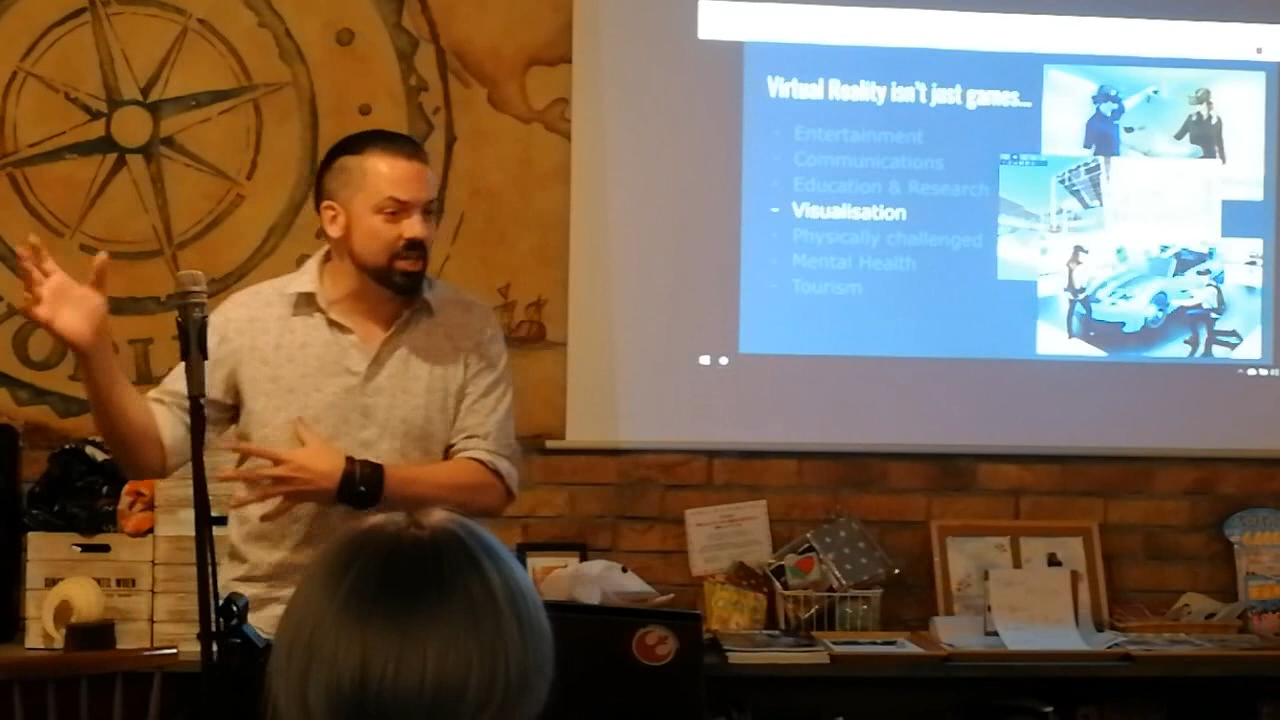 Virtual Reality isn't just games...
- Entertainment
- Communications
- Education & Research
- Visualisation
- Physically challenged
- Mental Health
- Tourism